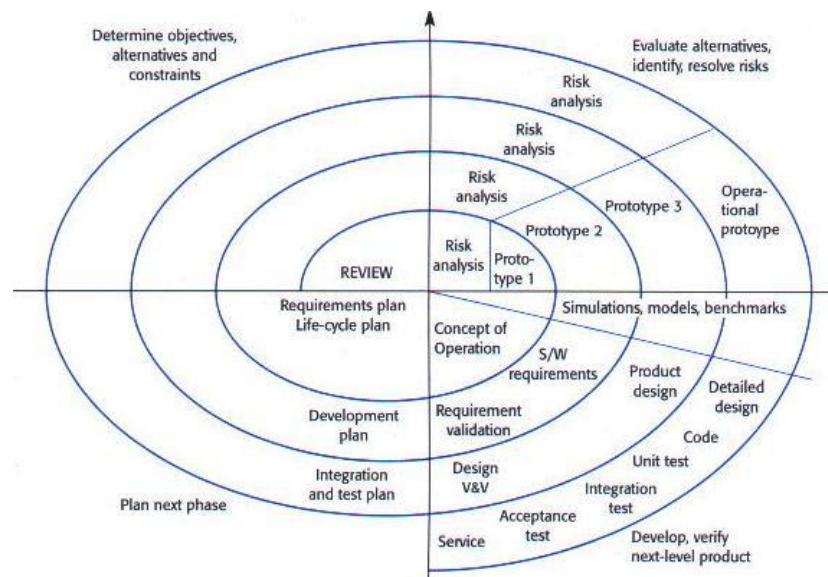 Determine objectives,
alternatives and
constraints
Evaluate alternatives,
identify, resolve risks
Risk
analysis
Risk
analysis
Risk
analysis
Opera-
tional
protoype
Prototype 3
Prototype 2
Risk
analysis
Proto-
type 1
REVIEW
Requirements plan
Life-cycle plan
Simulations, models, benchmarks
Concept of
Operation
S/W
requirements
Product
design
Detailed
design
Development
plan
Requirement
validation
Code
Unit test
Integration
and test plan
Design
V&V
Integration
test
Acceptance
test
Service
Plan next phase
Develop, verify
next-level product